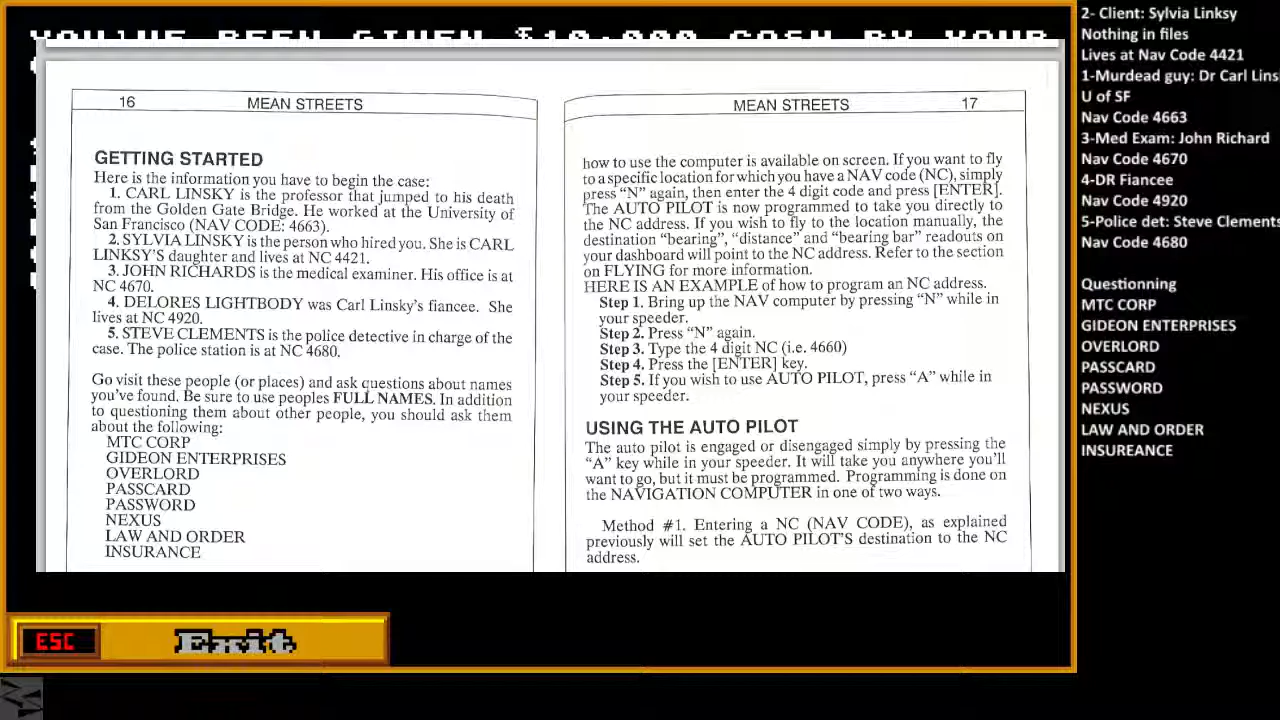 YOU'VE BEEN GIVEN $10,000 CASH BY YOUR
16 MEAN STREETS
GETTING STARTED
Here is the information you have to begin the case:
1. CARL LINSKY is the professor that jumped to his death
from the Golden Gate Bridge. He worked at the University of
San Francisco (NAV CODE: 4663).
2. SYLVIA LINSKY is the person who hired you. She is CARL
LINKSY'S daughter and lives at NC 4421.
3. JOHN RICHARDS is the medical examiner. His office is at
NC 4670.
4. DELORES LIGHTBODY was Carl Linsky's fiancee. She
lives at NC 4920.
5. STEVE CLEMENTS is the police detective in charge of the
case. The police station is at NC 4680.
Go visit these people (or places) and ask questions about names
you've found. Be sure to use peoples FULL NAMES. In addition
to questioning them about other people, you should ask them
about the following:
MTC CORP
GIDEON ENTERPRISES
OVERLORD
PASSCARD
PASSWORD
NEXUS
LAW AND ORDER
INSURANCE
MEAN STREETS 17
how to use the computer is available on screen. If you want to fly
to a specific location for which you have a NAV code (NC), simply
press "N" again, then enter the 4 digit code and press [ENTER].
The AUTO PILOT is now programmed to take you directly to
the NC address. If you wish to fly to the location manually, the
destination "bearing", "distance" and "bearing bar" readouts on
your dashboard will point to the NC address. Refer to the section
on FLYING for more information.
HERE IS AN EXAMPLE of how to program an NC address.
Step 1. Bring up the NAV computer by pressing "N" while in
your speeder.
Step 2. Press "N" again.
Step 3. Type the 4 digit NC (i.e. 4660)
Step 4. Press the [ENTER] key.
Step 5. If you wish to use AUTO PILOT, press "A" while in
your speeder.
USING THE AUTO PILOT
The auto pilot is engaged or disengaged simply by pressing the
"A" key while in your speeder. It will take you anywhere you'll
want to go, but it must be programmed. Programming is done on
the NAVIGATION COMPUTER in one of two ways.
Method #1. Entering a NC (NAV CODE), as explained
previously will set the AUTO PILOT'S destination to the NC
address.
ESC Exit
2- Client: Sylvia Linksy
Nothing in files
Lives at Nav Code 4421
1-Murdead guy: Dr Carl Lins
U of SF
Nav Code 4663
3-Med Exam: John Richard
Nav Code 4670
4-DR Fiancee
Nav Code 4920
5-Police det: Steve Clements
Nav Code 4680
Questionning
MTC CORP
GIDEON ENTERPRISES
OVERLORD
PASSCARD
PASSWORD
NEXUS
LAW AND ORDER
INSUREANCE